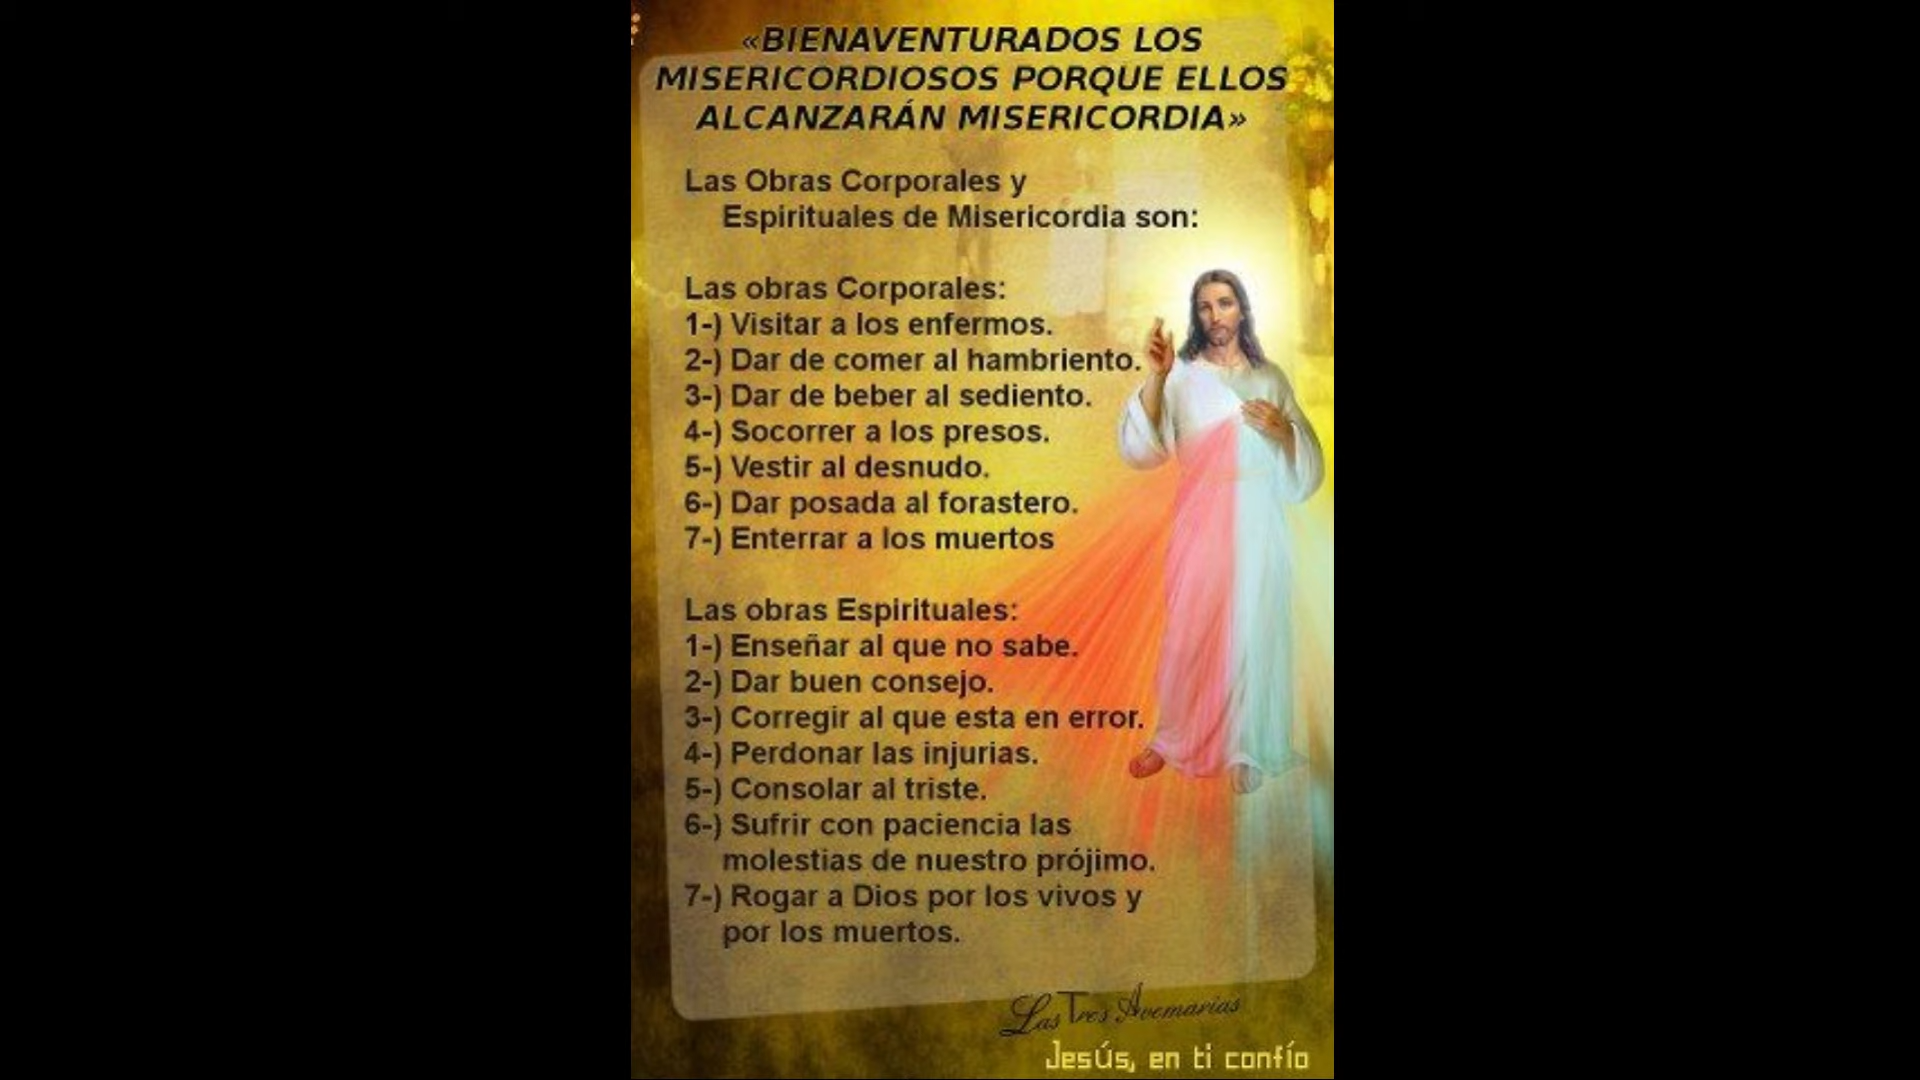 «BIENAVENTURADOS LOS
MISERICORDIOSOS PORQUE ELLOS
ALCANZARÁN MISERICORDIA»
Las Obras Corporales y
Espirituales de Misericordia son:
Las obras Corporales:
1-) Visitar a los enfermos.
2-) Dar de comer al hambriento.
3-) Dar de beber al sediento.
4-) Socorrer a los presos.
5-) Vestir al desnudo.
6-) Dar posada al forastero.
7-) Enterrar a los muertos
Las obras Espirituales:
1-) Enseñar al que no sabe.
2-) Dar buen consejo.
3-) Corregir al que esta en error.
4-) Perdonar las injurias.
5-) Consolar al triste.
6-) Sufrir con paciencia las
molestias de nuestro prójimo.
7-) Rogar a Dios por los vivos y
por los muertos.
Las Tres Avemarías
Jesús, en ti confío